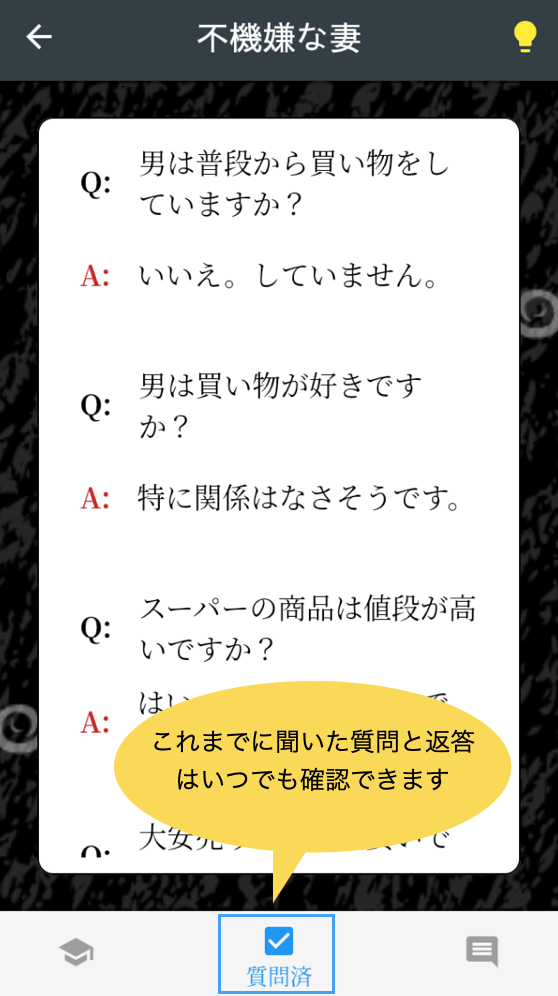 不機嫌な妻
Q: 男は普段から買い物をし
ていますか？
A: いいえ。していません。
Q: 男は買い物が好きです
か？
A: 特に関係はなさそうです。
Q: スーパーの商品は値段が高
いですか？
A: はい
で
これまでに聞いた質問と返答
はいつでも確認できます
Q: 大安売
いで
質問済